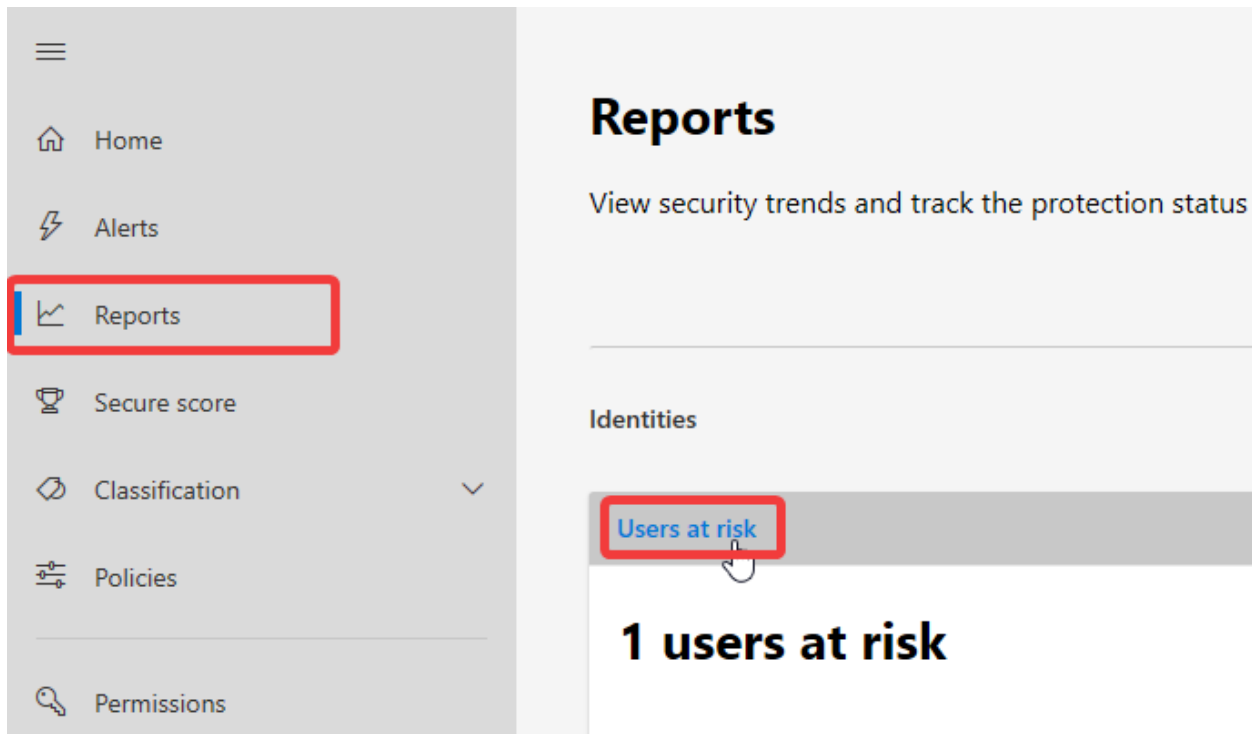 Home
Alerts
Reports
Secure score
Classification
Policies
Permissions
Reports
View security trends and track the protection status
Identities
Users at risk
1 users at risk